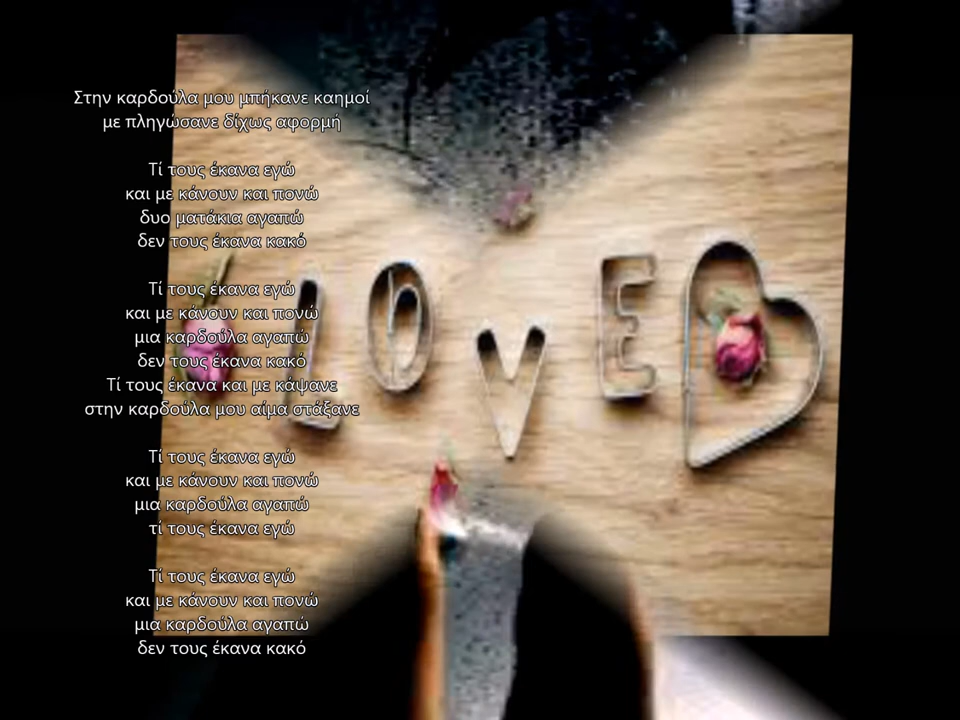 Στην καρδούλα μου μπήκανε καημοί
με πληγώσανε δίχως αφορμή
Τί τους έκανα εγώ
και με κάνουν και πονώ
δυο ματάκια αγαπώ
δεν τους έκανα κακό
Τί τους έκανα εγώ
και με κάνουν και πονώ
μια καρδούλα αγαπώ
δεν τους έκανα κακό
Τί τους έκανα και με κάψανε
στην καρδούλα μου αίμα στάξανε
Τί τους έκανα εγώ
και με κάνουν και πονώ
μια καρδούλα αγαπώ
τί τους έκανα εγώ
Τί τους έκανα εγώ
και με κάνουν και πονώ
μια καρδούλα αγαπώ
δεν τους έκανα κακό
LOVE